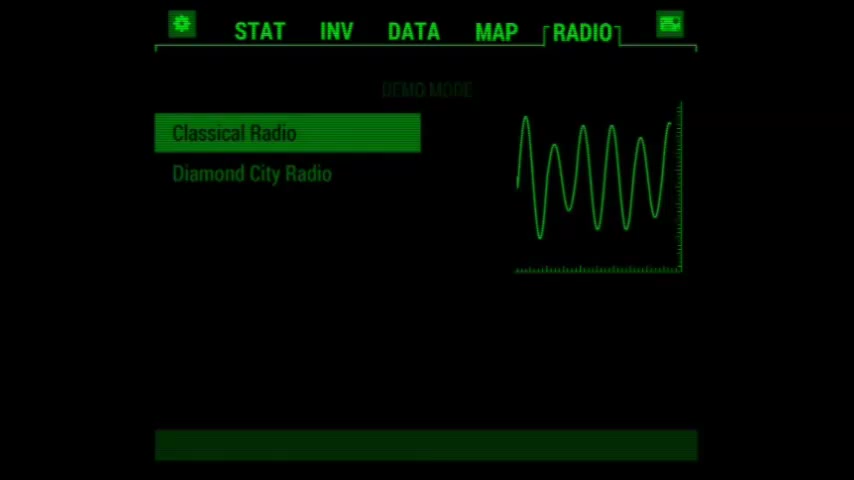 STAT INV DATA MAP RADIO
DEMO MODE
Classical Radio
Diamond City Radio